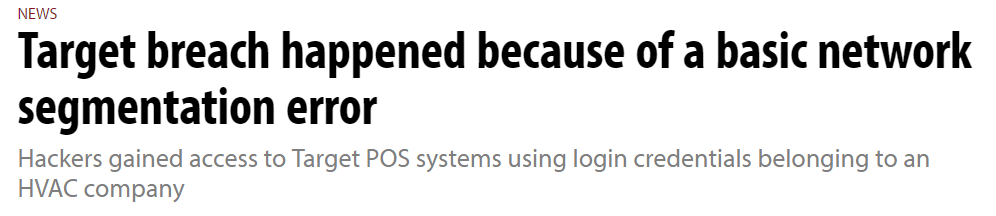 NEWS
Target breach happened because of a basic network
segmentation error
Hackers gained access to Target POS systems using login credentials belonging to an
HVAC company